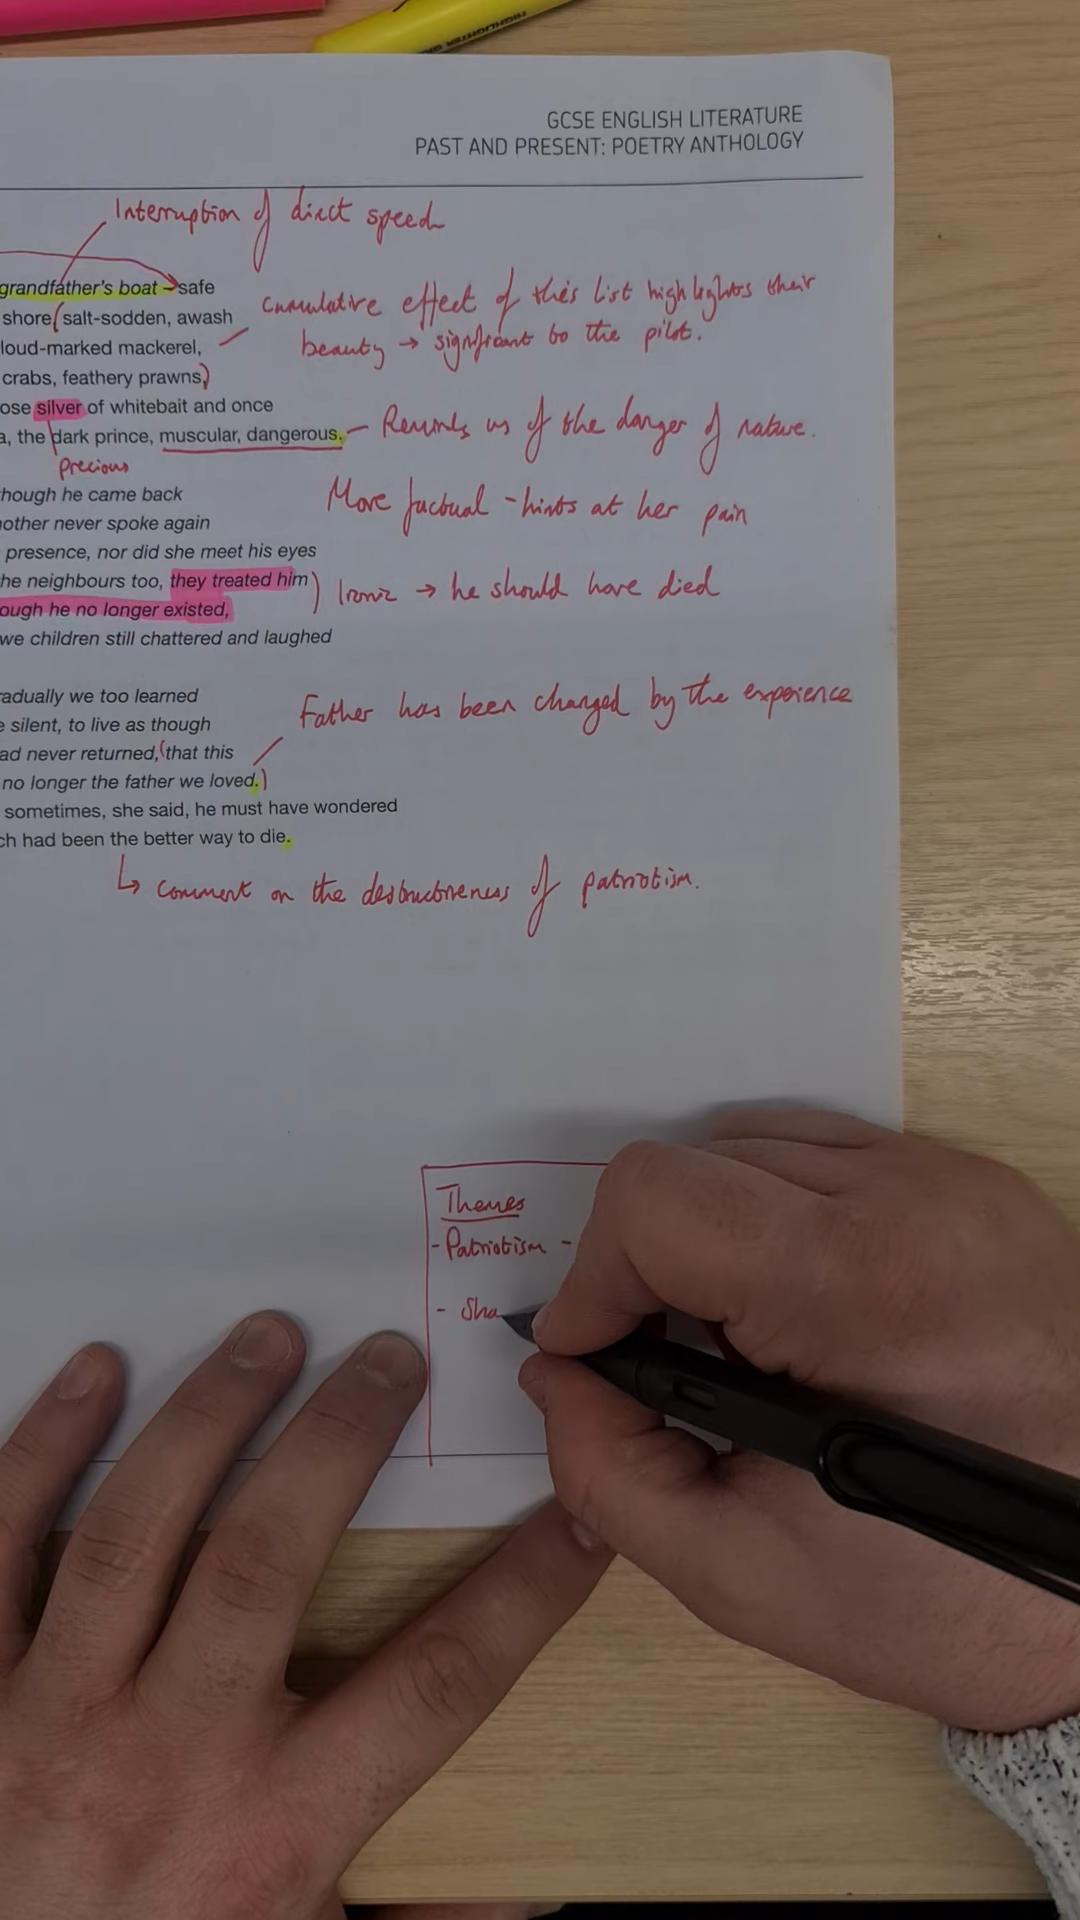 HIGHLIGHTER
GCSE ENGLISH LITERATURE
PAST AND PRESENT: POETRY ANTHOLOGY
Interruption of direct speech
grandfather's boat – safe
shore, salt-sodden, awash
cumulative effect of this list highlights their
beauty → significant to the pilot.
loud-marked mackerel,
crabs, feathery prawns,
ose silver of whitebait and once
a, the dark prince, muscular, dangerous.
– Reminds us of the danger of nature.
precious
hough he came back
More factual - hints at her pain
other never spoke again
presence, nor did she meet his eyes
he neighbours too, they treated him
ough he no longer existed,
Ironic → he should have died
we children still chattered and laughed
adually we too learned
Father has been changed by the experience
e silent, to live as though
ad never returned, that this
no longer the father we loved.
sometimes, she said, he must have wondered
ch had been the better way to die.
↳ comment on the destructiveness of patriotism.
Themes
- Patriotism -
- Sha